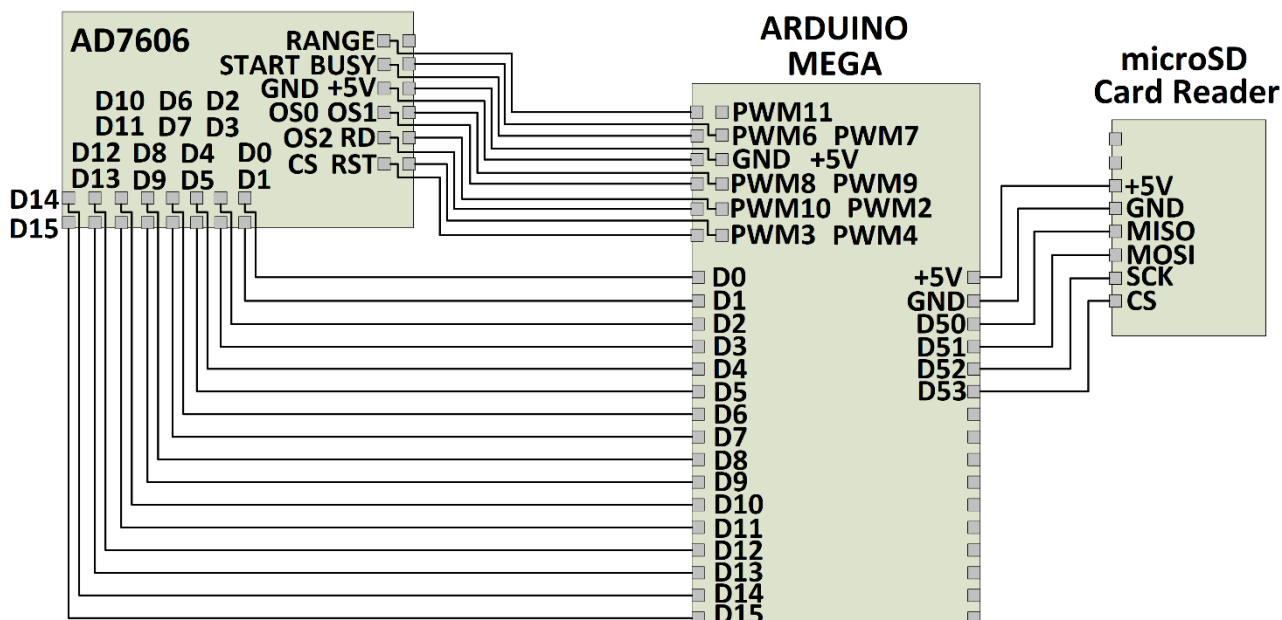 AD7606
RANGE
START BUSY
GND +5V
OS0 OS1
OS2 RD
CS RST
D10 D6 D2
D11 D7 D3
D12 D8 D4 D0
D13 D9 D5 D1
D14
D15
ARDUINO
MEGA
PWM11
PWM6 PWM7
GND +5V
PWM8 PWM9
PWM10 PWM2
PWM3 PWM4
D0
D1
D2
D3
D4
D5
D6
D7
D8
D9
D10
D11
D12
D13
D14
D15
+5V
GND
D50
D51
D52
D53
microSD
Card Reader
+5V
GND
MISO
MOSI
SCK
CS